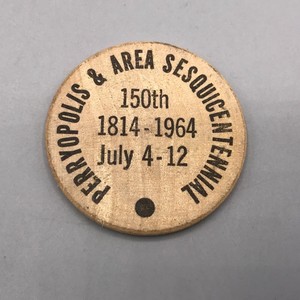 PERRYOPOLIS & AREA SESQUICENTENNIAL
150th
1814-1964
July 4-12